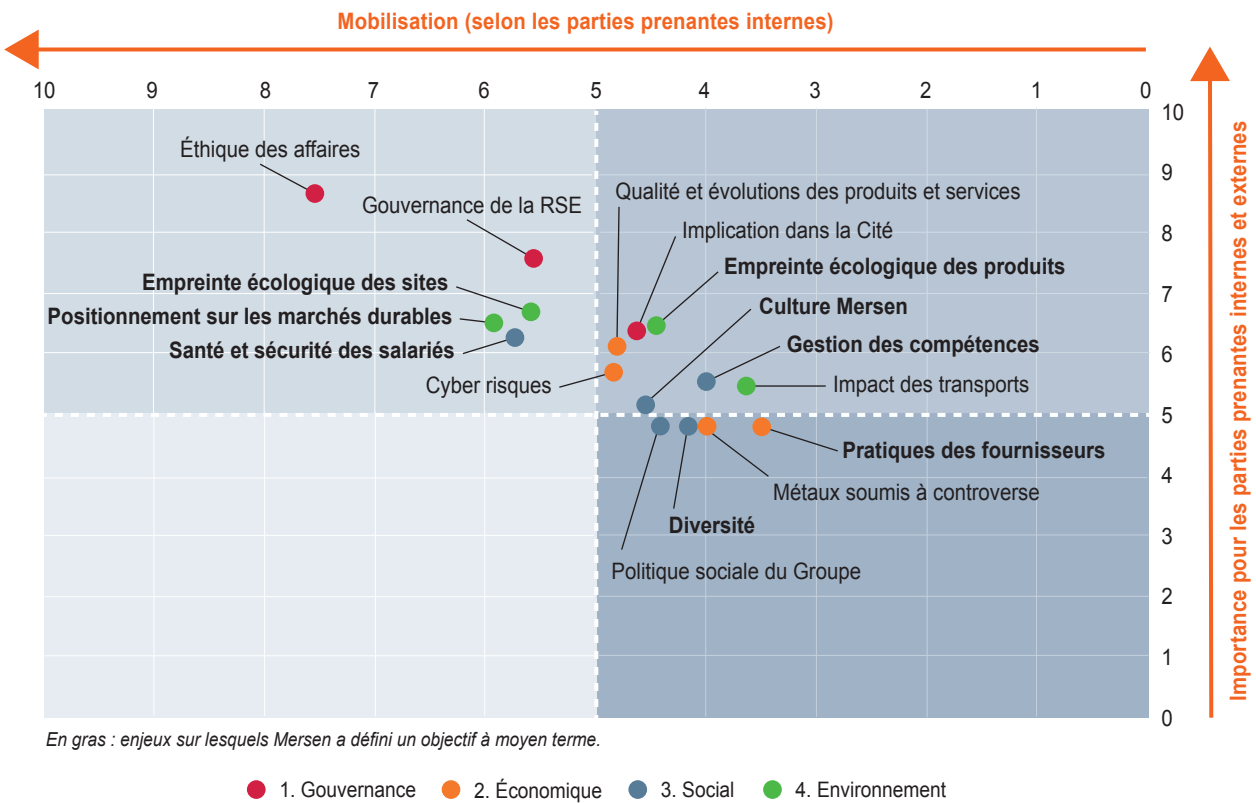 Mobilisation (selon les parties prenantes internes)
10 9 8 7 6 5 4 3 2 1 0
10
9
8
7
6
5
4
3
2
1
0
Importance pour les parties prenantes internes et externes
Éthique des affaires
Gouvernance de la RSE
Empreinte écologique des sites
Positionnement sur les marchés durables
Santé et sécurité des salariés
Cyber risques
Qualité et évolutions des produits et services
Implication dans la Cité
Empreinte écologique des produits
Culture Mersen
Gestion des compétences
Impact des transports
Pratiques des fournisseurs
Métaux soumis à controverse
Diversité
Politique sociale du Groupe
En gras : enjeux sur lesquels Mersen a défini un objectif à moyen terme.
1. Gouvernance 2. Économique 3. Social 4. Environnement